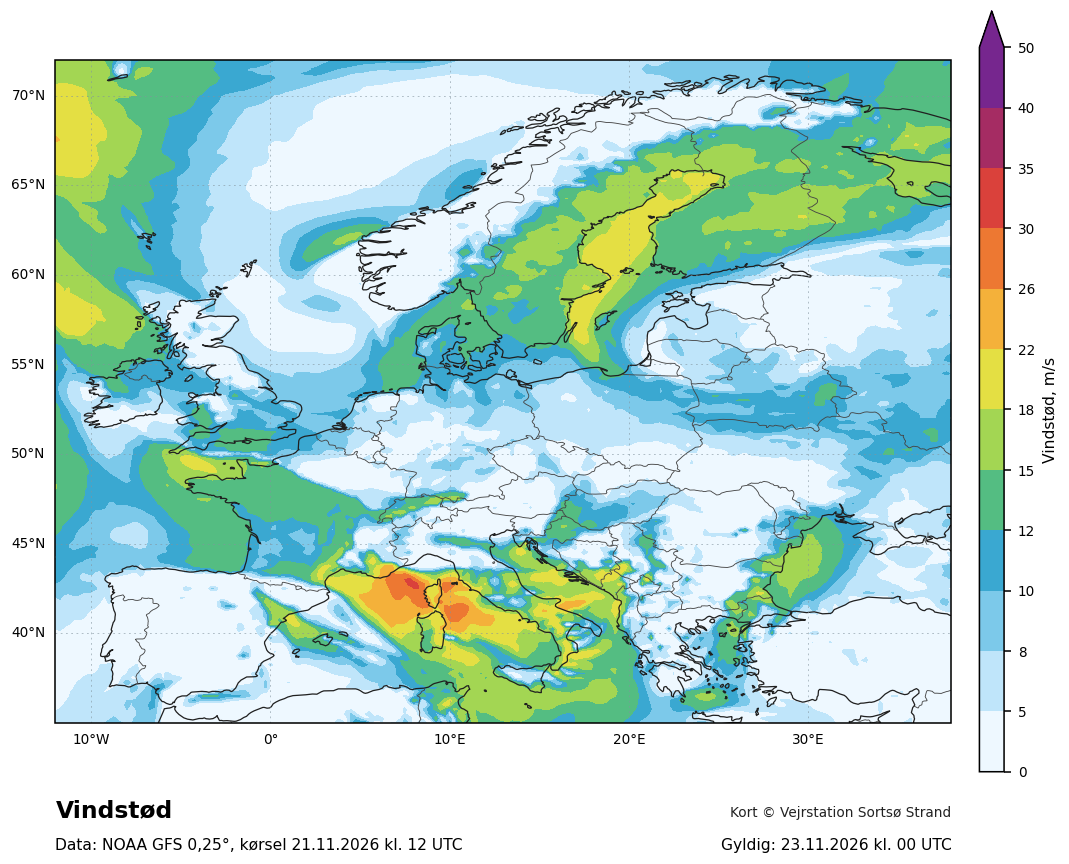 50
40
35
30
26
22
18
15
12
10
8
5
0
Vindstød, m/s
70°N
65°N
60°N
55°N
50°N
45°N
40°N
10°W
0°
10°E
20°E
30°E
Vindstød
Kort © Vejrstation Sortsø Strand
Data: NOAA GFS 0,25°, kørsel 21.11.2026 kl. 12 UTC
Gyldig: 23.11.2026 kl. 00 UTC